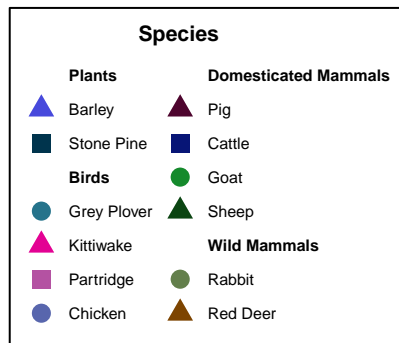 Species
Plants
Barley
Stone Pine
Birds
Grey Plover
Kittiwake
Partridge
Chicken
Domesticated Mammals
Pig
Cattle
Goat
Sheep
Wild Mammals
Rabbit
Red Deer